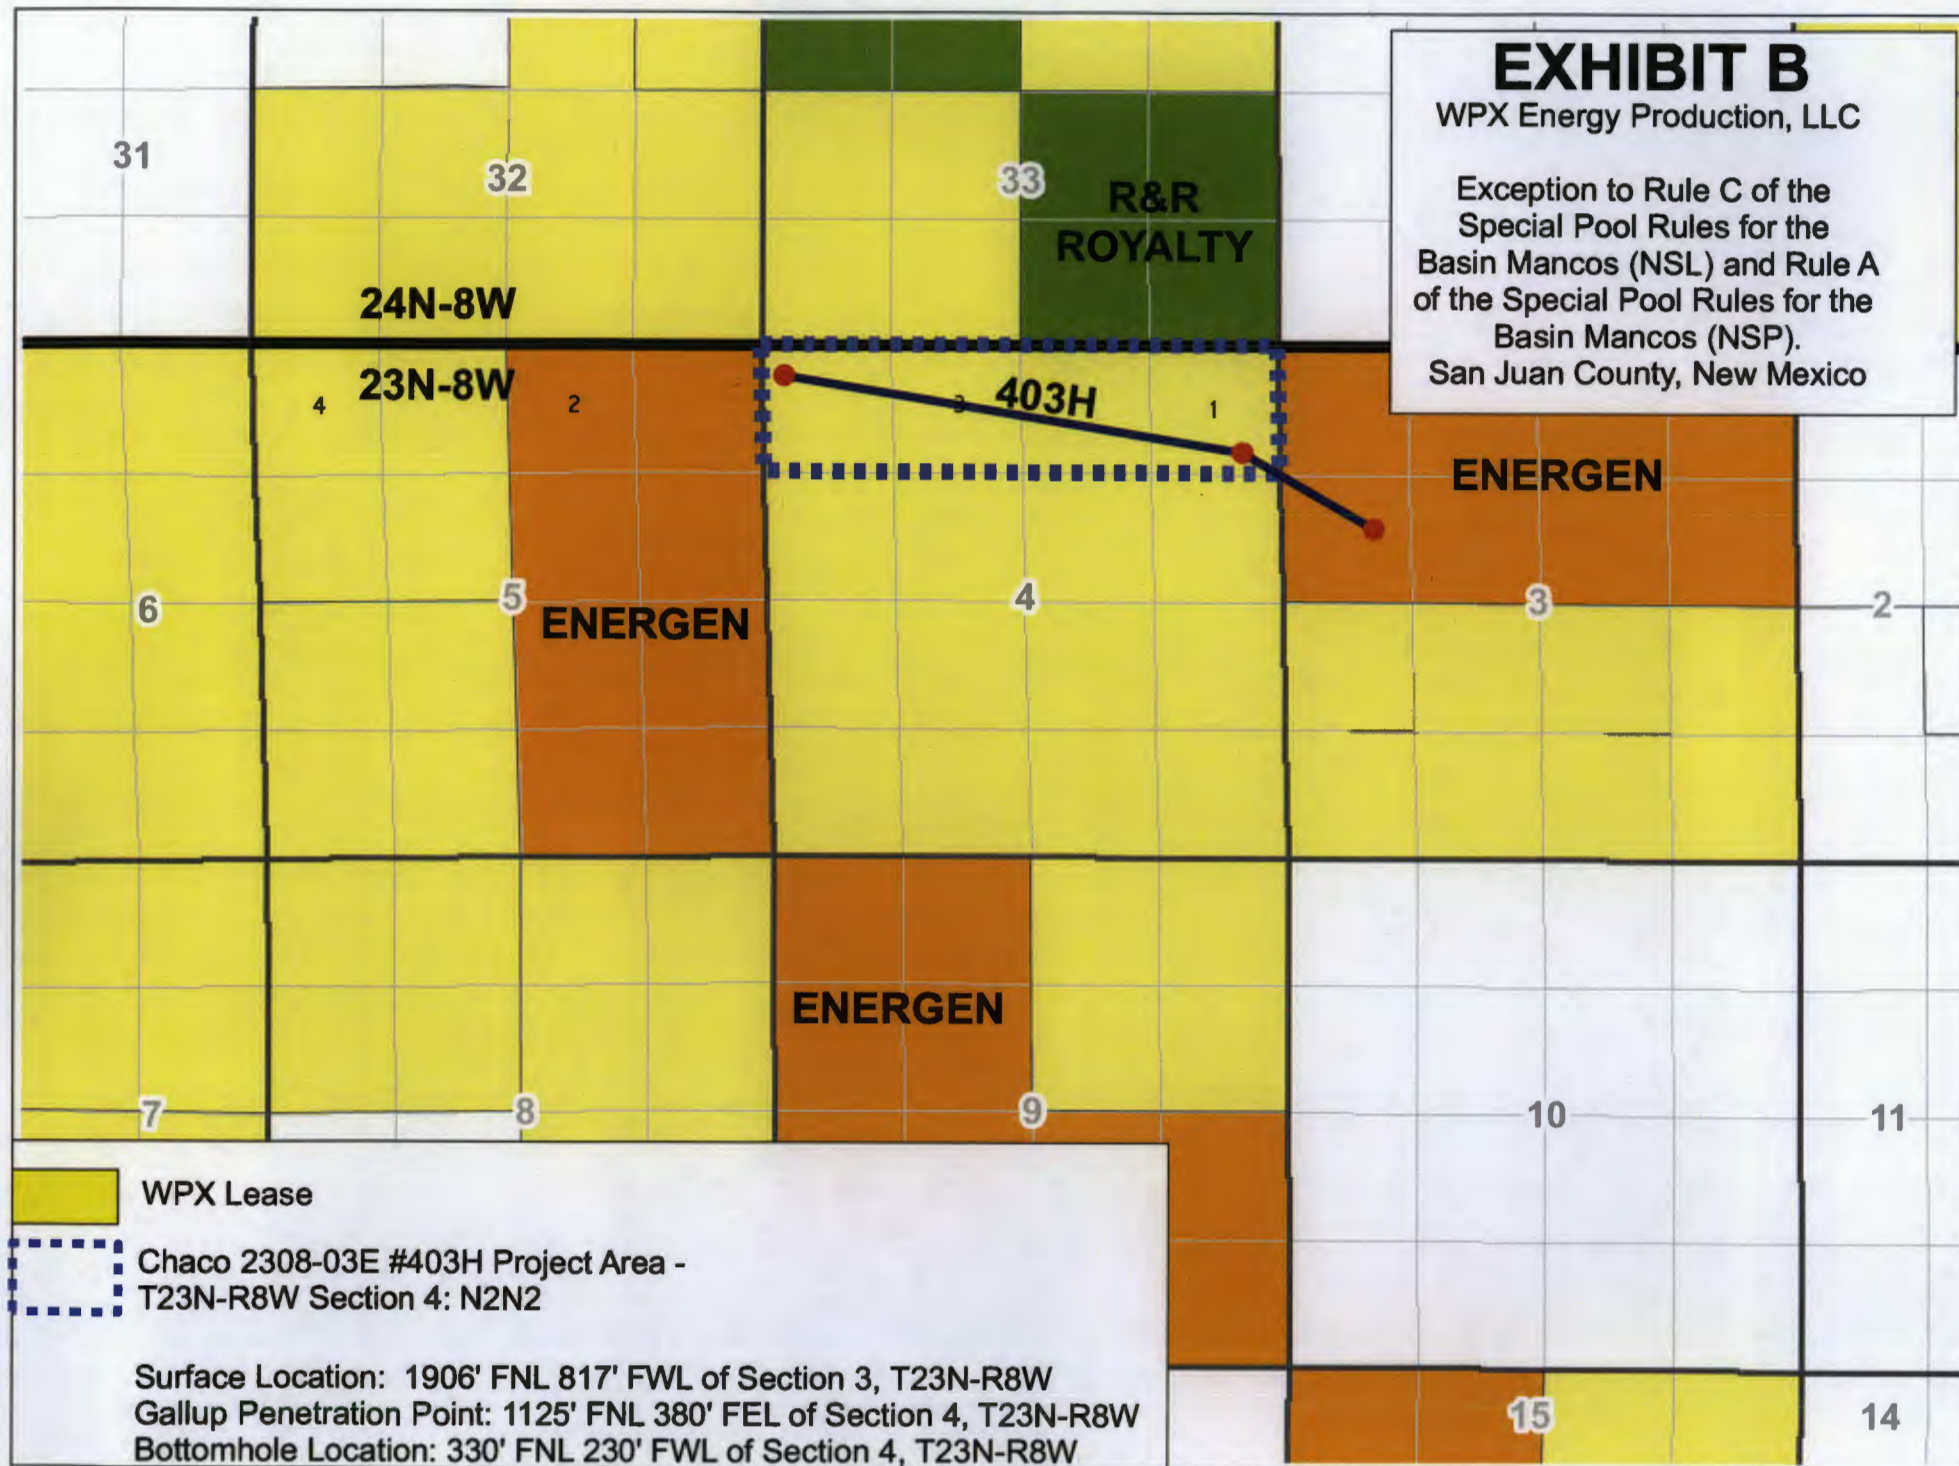 EXHIBIT B
WPX Energy Production, LLC
Exception to Rule C of the
Special Pool Rules for the
Basin Mancos (NSL) and Rule A
of the Special Pool Rules for the
Basin Mancos (NSP).
San Juan County, New Mexico
31
32
33
R&R
ROYALTY
24N-8W
23N-8W
4
2
3
403H
1
ENERGEN
6
5
ENERGEN
4
3
2
ENERGEN
7
8
9
10
11
WPX Lease
Chaco 2308-03E #403H Project Area -
T23N-R8W Section 4: N2N2
Surface Location: 1906' FNL 817' FWL of Section 3, T23N-R8W
Gallup Penetration Point: 1125' FNL 380' FEL of Section 4, T23N-R8W
Bottomhole Location: 330' FNL 230' FWL of Section 4, T23N-R8W
15
14